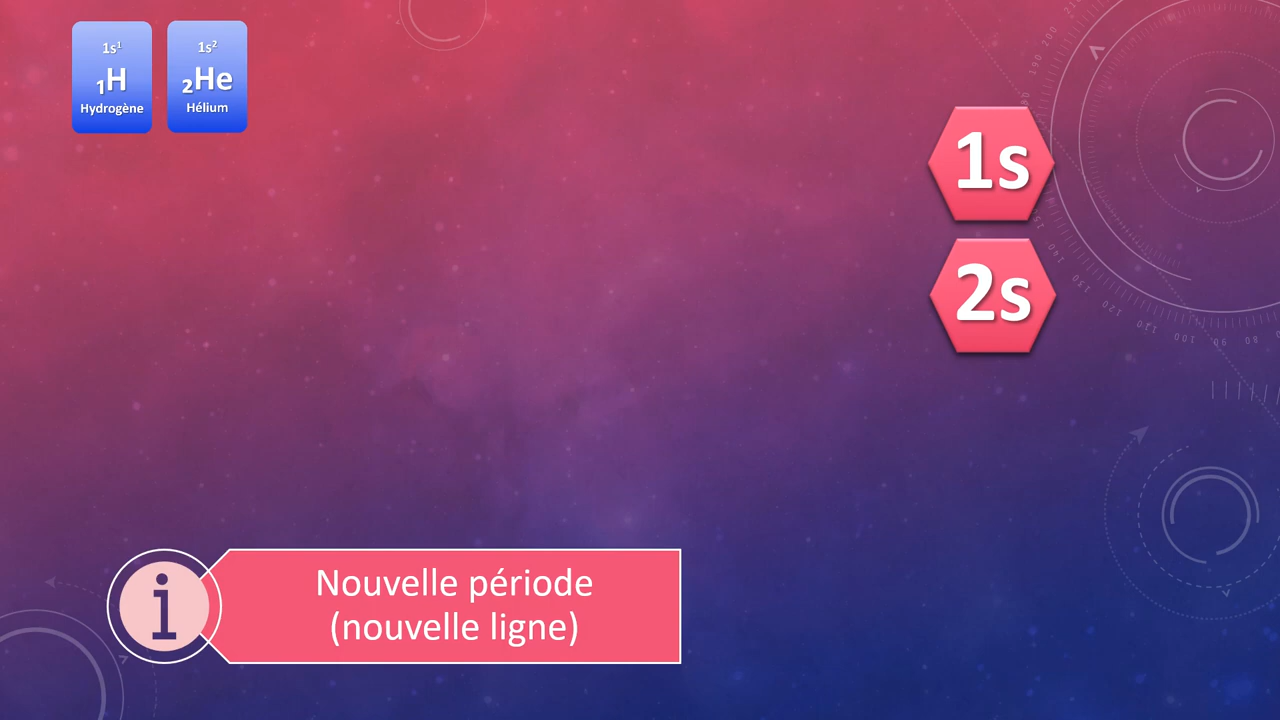 1s¹
₁H
Hydrogène
1s²
₂He
Hélium
1s
2s
Nouvelle période
(nouvelle ligne)
i